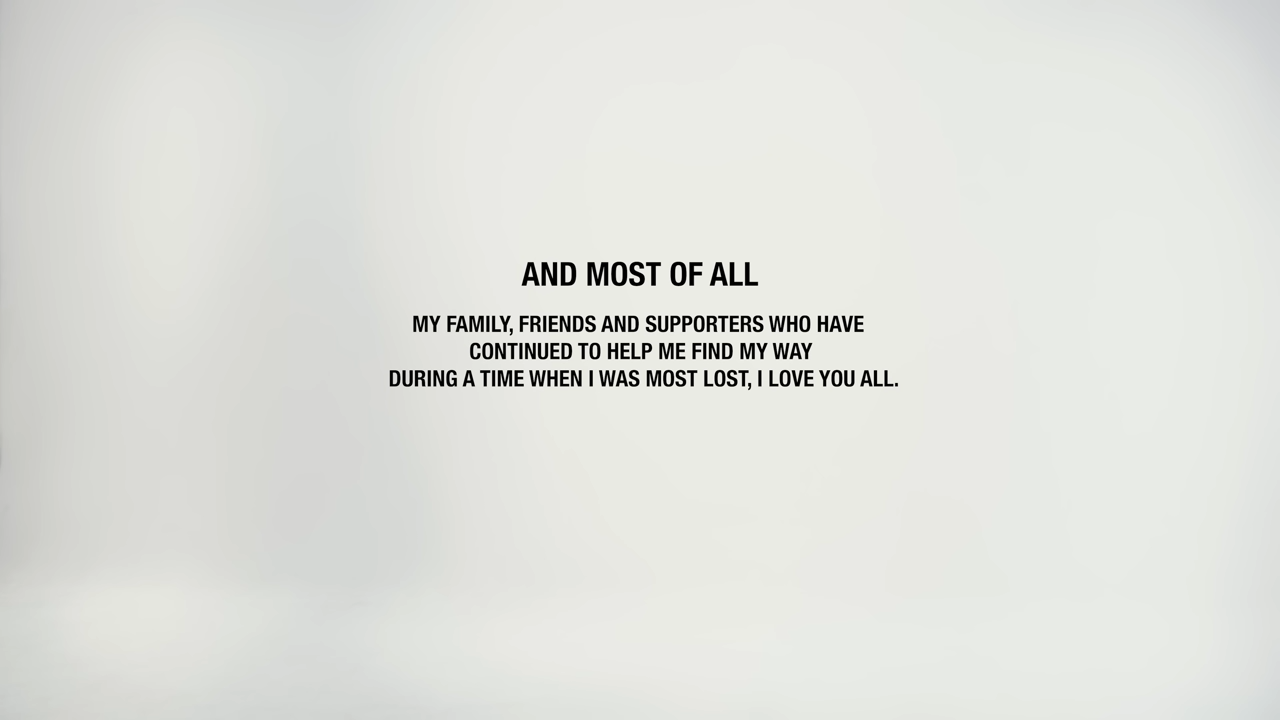 AND MOST OF ALL
MY FAMILY, FRIENDS AND SUPPORTERS WHO HAVE
CONTINUED TO HELP ME FIND MY WAY
DURING A TIME WHEN I WAS MOST LOST, I LOVE YOU ALL.